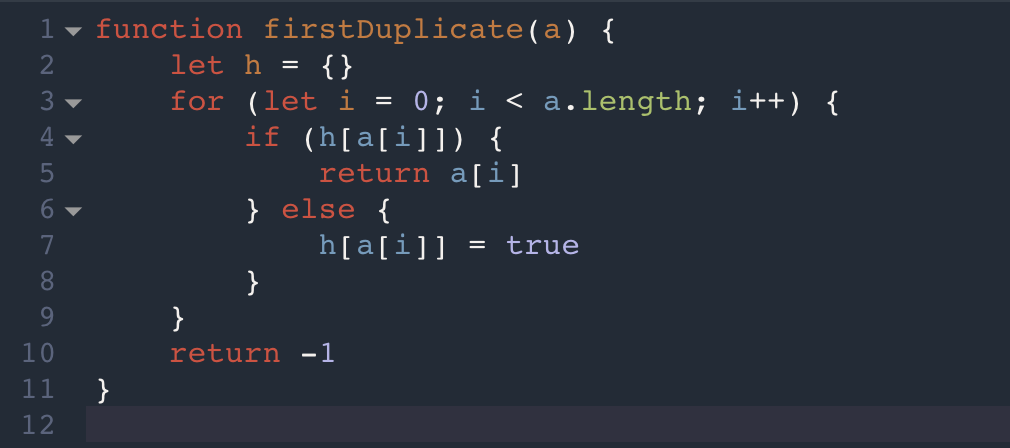 1 function firstDuplicate(a) {
2 let h = {}
3 for (let i = 0; i < a.length; i++) {
4 if (h[a[i]]) {
5 return a[i]
6 } else {
7 h[a[i]] = true
8 }
9 }
10 return -1
11 }
12